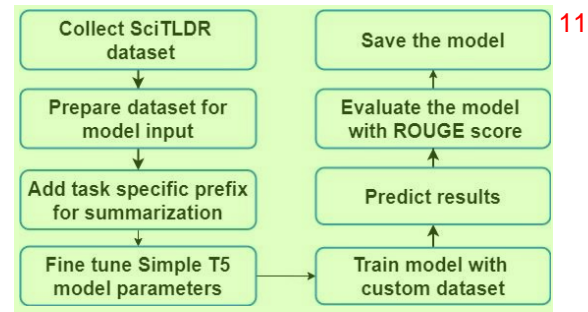 Collect SciTLDR
dataset
Prepare dataset for
model input
Add task specific prefix
for summarization
Fine tune Simple T5
model parameters
Train model with
custom dataset
Predict results
Evaluate the model
with ROUGE score
Save the model
11